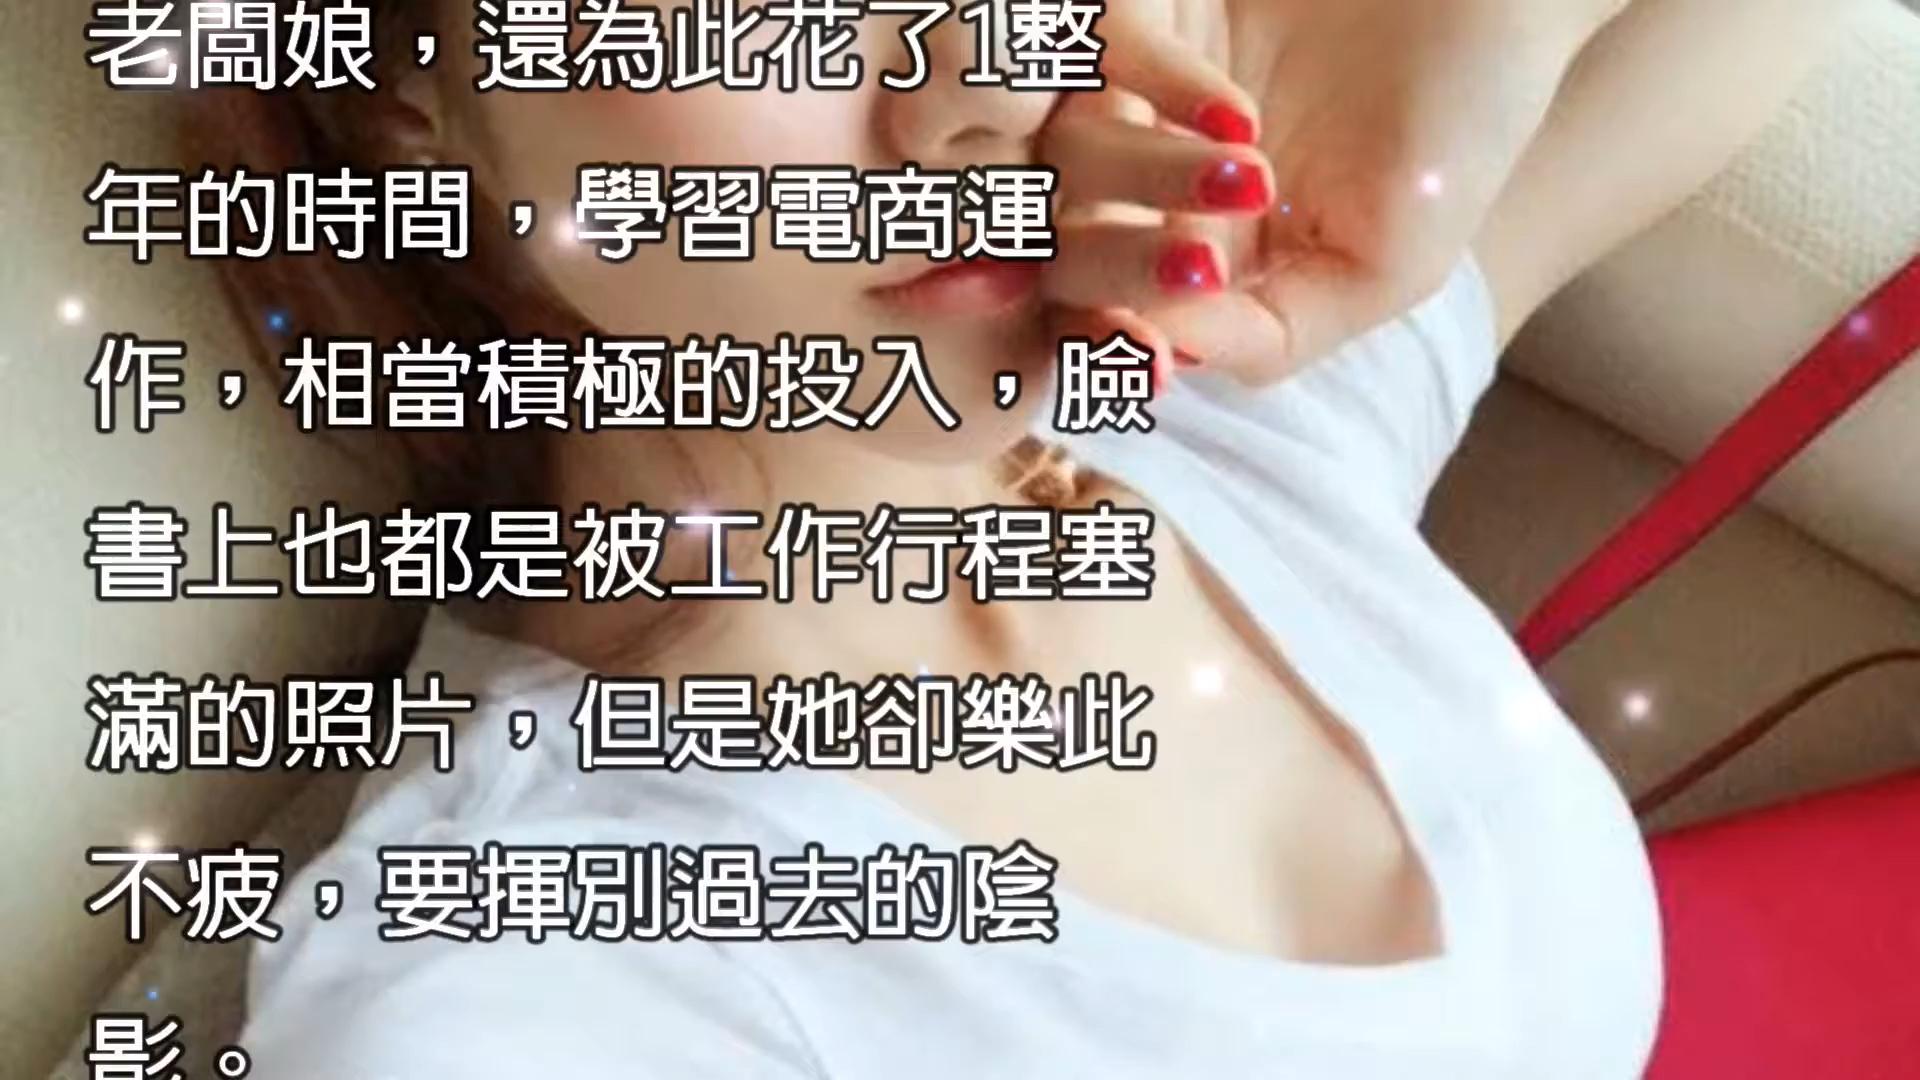 老闆娘，還為此花了1整
年的時間，學習電商運
作，相當積極的投入，臉
書上也都是被工作行程塞
滿的照片，但是她卻樂此
不疲，要揮別過去的陰
影。